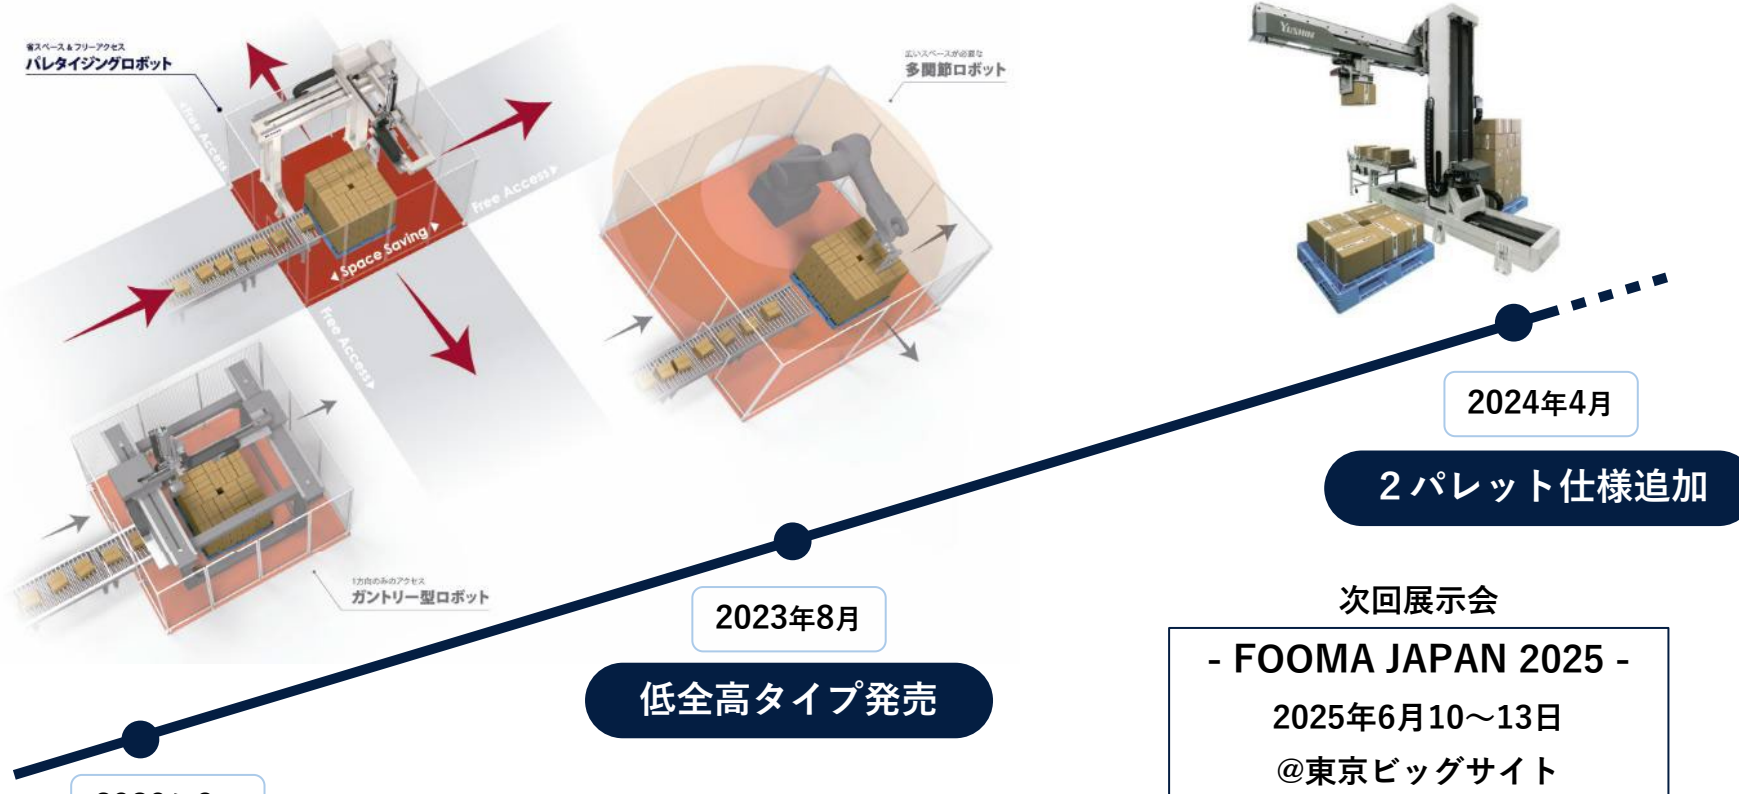 省スペース&フリーアクセス
パレタイジングロボット
広いスペースが必要な
多関節ロボット
YUSHIN
Free Access
Free Access
Space Saving
Free Access
1方向のみのアクセス
ガントリー型ロボット
2024年4月
2パレット仕様追加
2023年8月
低全高タイプ発売
次回展示会
- FOOMA JAPAN 2025 -
2025年6月10～13日
@東京ビッグサイト